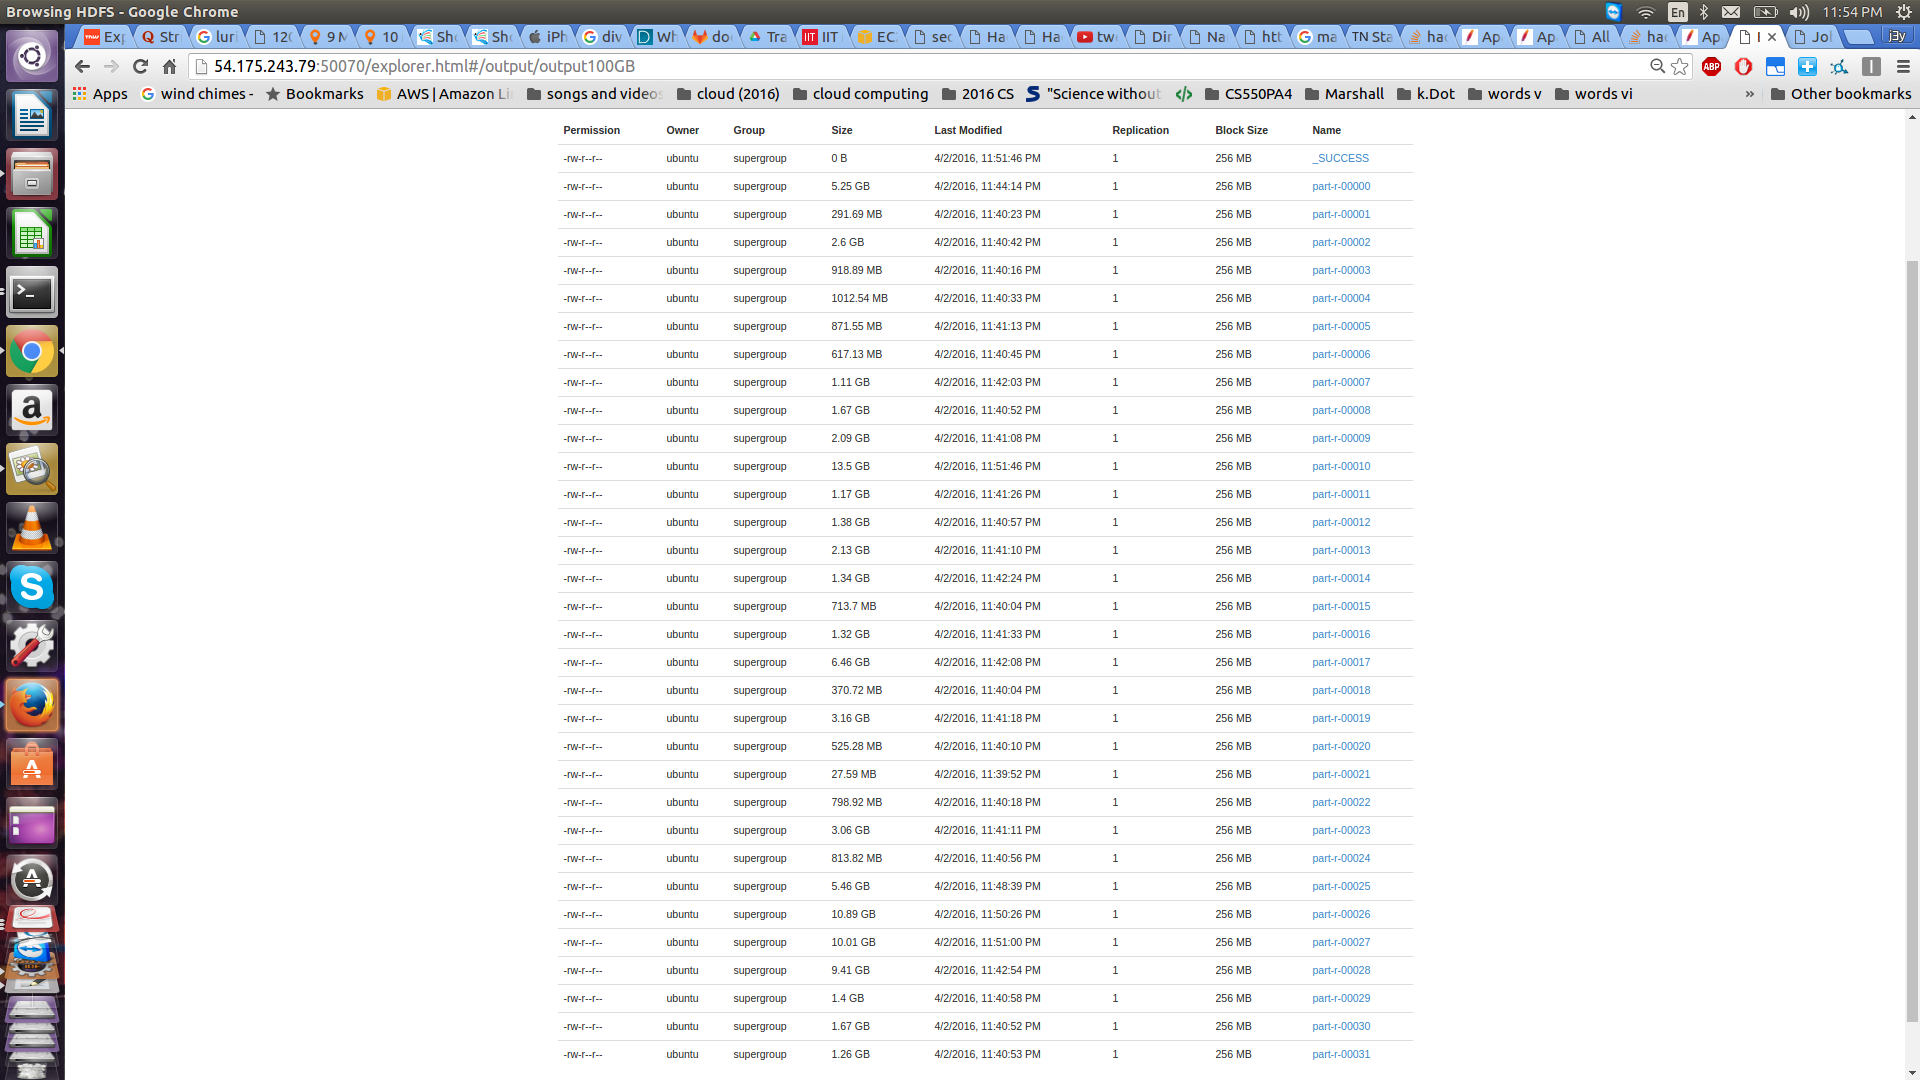 Browsing HDFS - Google Chrome En 11:54 PM
Exp Str luri 120 9 M 10 Sho Sho iPh div Wh do Tra IIT EC sec Ha Ha twe Dir Na htt ma TN Sta hac Ap Ap All hac Ap Jol j3y
54.175.243.79:50070/explorer.html#/output/output100GB ABP
Apps wind chimes - Bookmarks AWS | Amazon Li songs and videos cloud (2016) cloud computing 2016 CS "Science without CS550PA4 Marshall k.Dot words v words vi » Other bookmarks
Permission Owner Group Size Last Modified Replication Block Size Name
-rw-r--r-- ubuntu supergroup 0 B 4/2/2016, 11:51:46 PM 1 256 MB _SUCCESS
-rw-r--r-- ubuntu supergroup 5.25 GB 4/2/2016, 11:44:14 PM 1 256 MB part-r-00000
-rw-r--r-- ubuntu supergroup 291.69 MB 4/2/2016, 11:40:23 PM 1 256 MB part-r-00001
-rw-r--r-- ubuntu supergroup 2.6 GB 4/2/2016, 11:40:42 PM 1 256 MB part-r-00002
-rw-r--r-- ubuntu supergroup 918.89 MB 4/2/2016, 11:40:16 PM 1 256 MB part-r-00003
-rw-r--r-- ubuntu supergroup 1012.54 MB 4/2/2016, 11:40:33 PM 1 256 MB part-r-00004
-rw-r--r-- ubuntu supergroup 871.55 MB 4/2/2016, 11:41:13 PM 1 256 MB part-r-00005
-rw-r--r-- ubuntu supergroup 617.13 MB 4/2/2016, 11:40:45 PM 1 256 MB part-r-00006
-rw-r--r-- ubuntu supergroup 1.11 GB 4/2/2016, 11:42:03 PM 1 256 MB part-r-00007
-rw-r--r-- ubuntu supergroup 1.67 GB 4/2/2016, 11:40:52 PM 1 256 MB part-r-00008
-rw-r--r-- ubuntu supergroup 2.09 GB 4/2/2016, 11:41:08 PM 1 256 MB part-r-00009
-rw-r--r-- ubuntu supergroup 13.5 GB 4/2/2016, 11:51:46 PM 1 256 MB part-r-00010
-rw-r--r-- ubuntu supergroup 1.17 GB 4/2/2016, 11:41:26 PM 1 256 MB part-r-00011
-rw-r--r-- ubuntu supergroup 1.38 GB 4/2/2016, 11:40:57 PM 1 256 MB part-r-00012
-rw-r--r-- ubuntu supergroup 2.13 GB 4/2/2016, 11:41:10 PM 1 256 MB part-r-00013
-rw-r--r-- ubuntu supergroup 1.34 GB 4/2/2016, 11:42:24 PM 1 256 MB part-r-00014
-rw-r--r-- ubuntu supergroup 713.7 MB 4/2/2016, 11:40:04 PM 1 256 MB part-r-00015
-rw-r--r-- ubuntu supergroup 1.32 GB 4/2/2016, 11:41:33 PM 1 256 MB part-r-00016
-rw-r--r-- ubuntu supergroup 6.46 GB 4/2/2016, 11:42:08 PM 1 256 MB part-r-00017
-rw-r--r-- ubuntu supergroup 370.72 MB 4/2/2016, 11:40:04 PM 1 256 MB part-r-00018
-rw-r--r-- ubuntu supergroup 3.16 GB 4/2/2016, 11:41:18 PM 1 256 MB part-r-00019
-rw-r--r-- ubuntu supergroup 525.28 MB 4/2/2016, 11:40:10 PM 1 256 MB part-r-00020
-rw-r--r-- ubuntu supergroup 27.59 MB 4/2/2016, 11:39:52 PM 1 256 MB part-r-00021
-rw-r--r-- ubuntu supergroup 798.92 MB 4/2/2016, 11:40:18 PM 1 256 MB part-r-00022
-rw-r--r-- ubuntu supergroup 3.06 GB 4/2/2016, 11:41:11 PM 1 256 MB part-r-00023
-rw-r--r-- ubuntu supergroup 813.82 MB 4/2/2016, 11:40:56 PM 1 256 MB part-r-00024
-rw-r--r-- ubuntu supergroup 5.46 GB 4/2/2016, 11:48:39 PM 1 256 MB part-r-00025
-rw-r--r-- ubuntu supergroup 10.89 GB 4/2/2016, 11:50:26 PM 1 256 MB part-r-00026
-rw-r--r-- ubuntu supergroup 10.01 GB 4/2/2016, 11:51:00 PM 1 256 MB part-r-00027
-rw-r--r-- ubuntu supergroup 9.41 GB 4/2/2016, 11:42:54 PM 1 256 MB part-r-00028
-rw-r--r-- ubuntu supergroup 1.4 GB 4/2/2016, 11:40:58 PM 1 256 MB part-r-00029
-rw-r--r-- ubuntu supergroup 1.67 GB 4/2/2016, 11:40:52 PM 1 256 MB part-r-00030
-rw-r--r-- ubuntu supergroup 1.26 GB 4/2/2016, 11:40:53 PM 1 256 MB part-r-00031